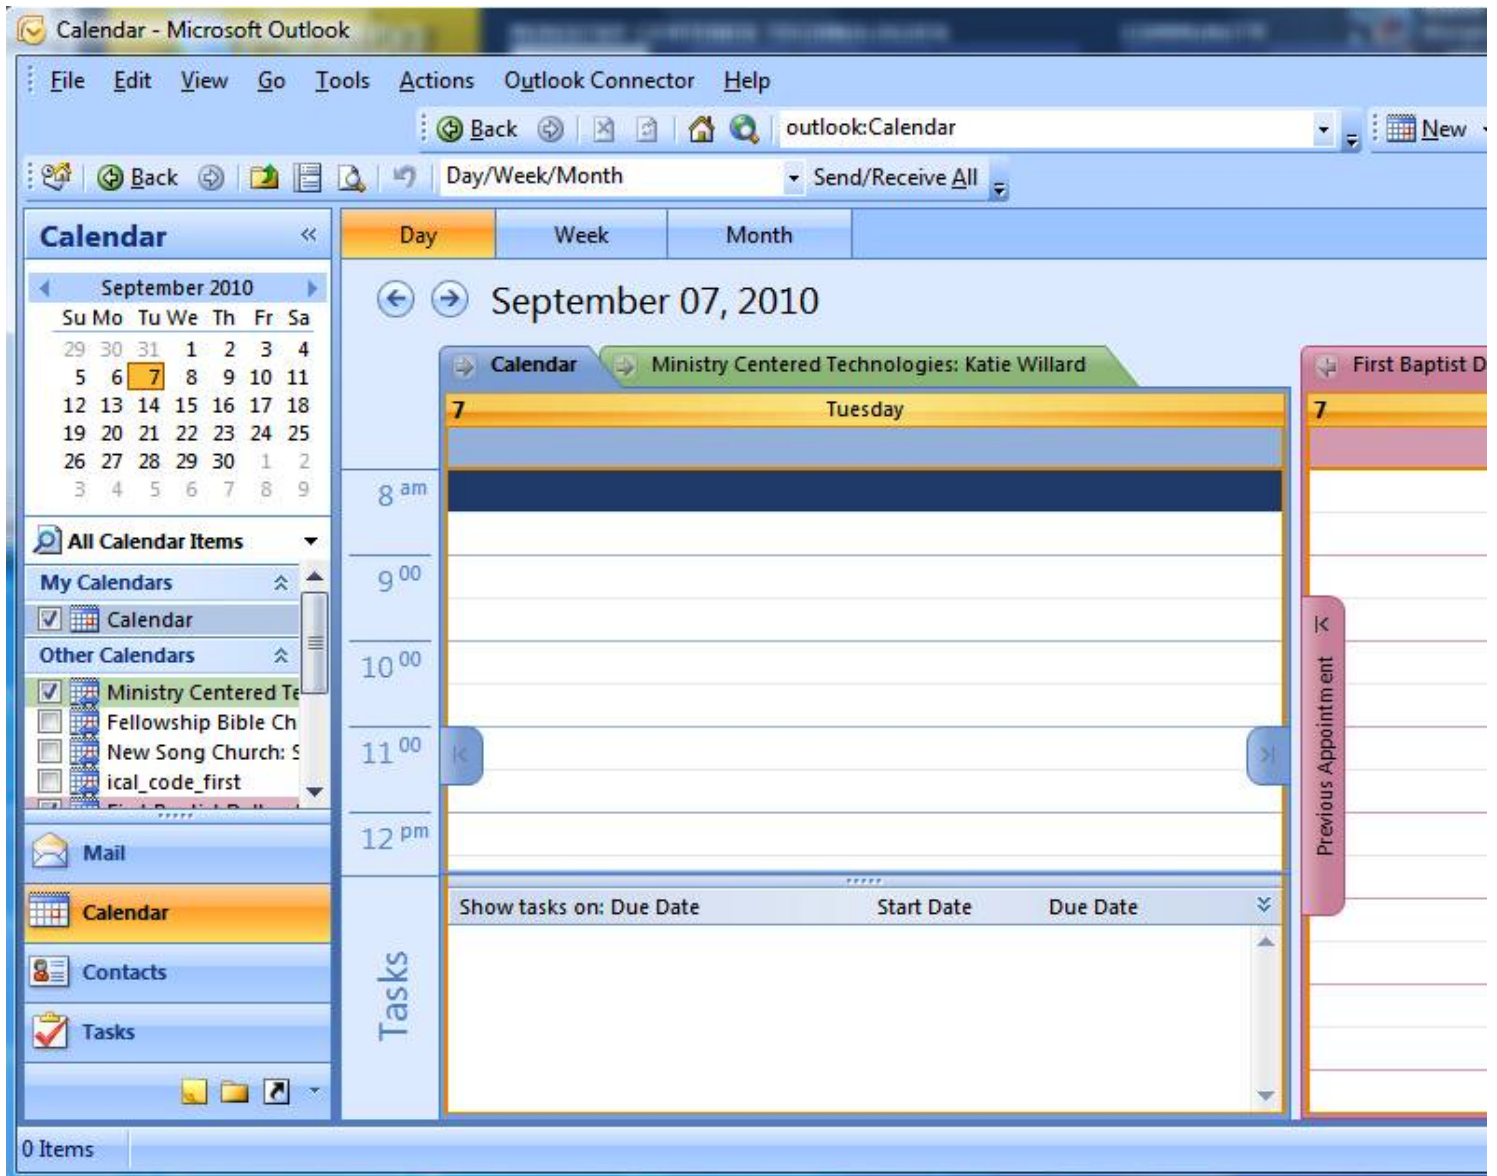 Calendar - Microsoft Outlook
File Edit View Go Tools Actions Outlook Connector Help
Back outlook:Calendar New
Back Day/Week/Month Send/Receive All
Calendar «
Day Week Month
September 2010
Su Mo Tu We Th Fr Sa
29 30 31 1 2 3 4
5 6 7 8 9 10 11
12 13 14 15 16 17 18
19 20 21 22 23 24 25
26 27 28 29 30 1 2
3 4 5 6 7 8 9
September 07, 2010
Calendar Ministry Centered Technologies: Katie Willard First Baptist D
7 Tuesday 7
8 am
9 00
10 00
11 00
12 pm
All Calendar Items
My Calendars
Calendar
Other Calendars
Ministry Centered Te
Fellowship Bible Ch
New Song Church: S
ical_code_first
Previous Appointment
Mail
Calendar
Contacts
Tasks
Show tasks on: Due Date Start Date Due Date
Tasks
0 Items